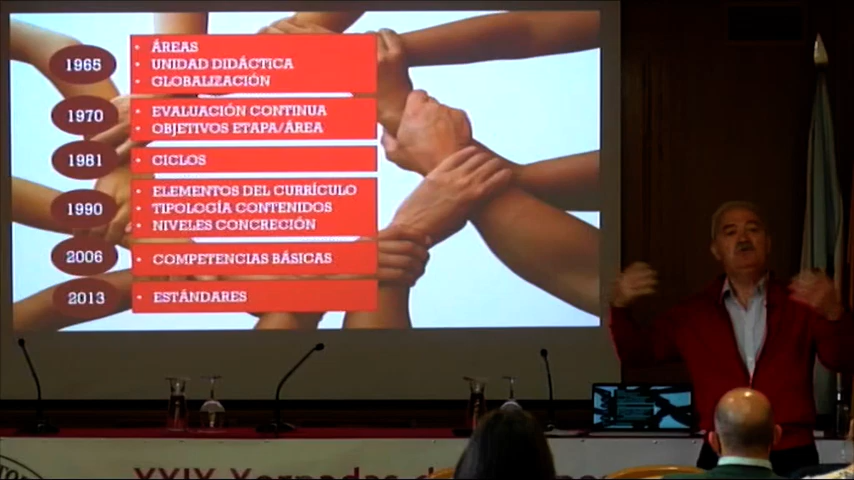 1965
• ÁREAS
• UNIDAD DIDÁCTICA
• GLOBALIZACIÓN
1970
• EVALUACIÓN CONTINUA
• OBJETIVOS ETAPA/ÁREA
1981
• CICLOS
1990
• ELEMENTOS DEL CURRÍCULO
• TIPOLOGÍA CONTENIDOS
• NIVELES CONCRECIÓN
2006
• COMPETENCIAS BÁSICAS
2013
• ESTÁNDARES
XXIX Xornadas